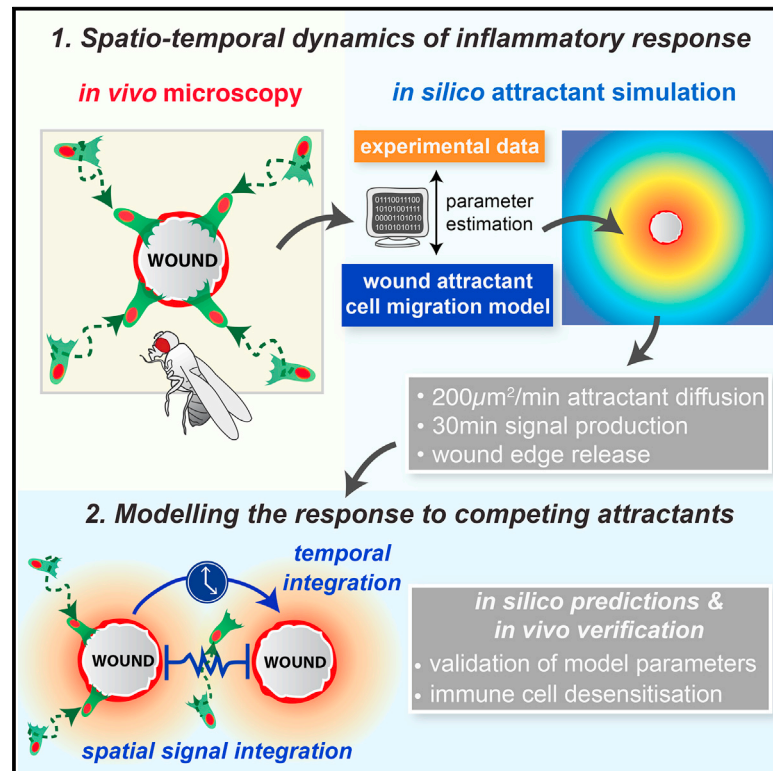 1. Spatio-temporal dynamics of inflammatory response
in vivo microscopy
in silico attractant simulation
WOUND
experimental data
01110011100
10101001111
00001101010
10101010111
parameter
estimation
wound attractant
cell migration model
• 200µm²/min attractant diffusion
• 30min signal production
• wound edge release
2. Modelling the response to competing attractants
temporal
integration
WOUND
WOUND
spatial signal integration
in silico predictions &
in vivo verification
• validation of model parameters
• immune cell desensitisation